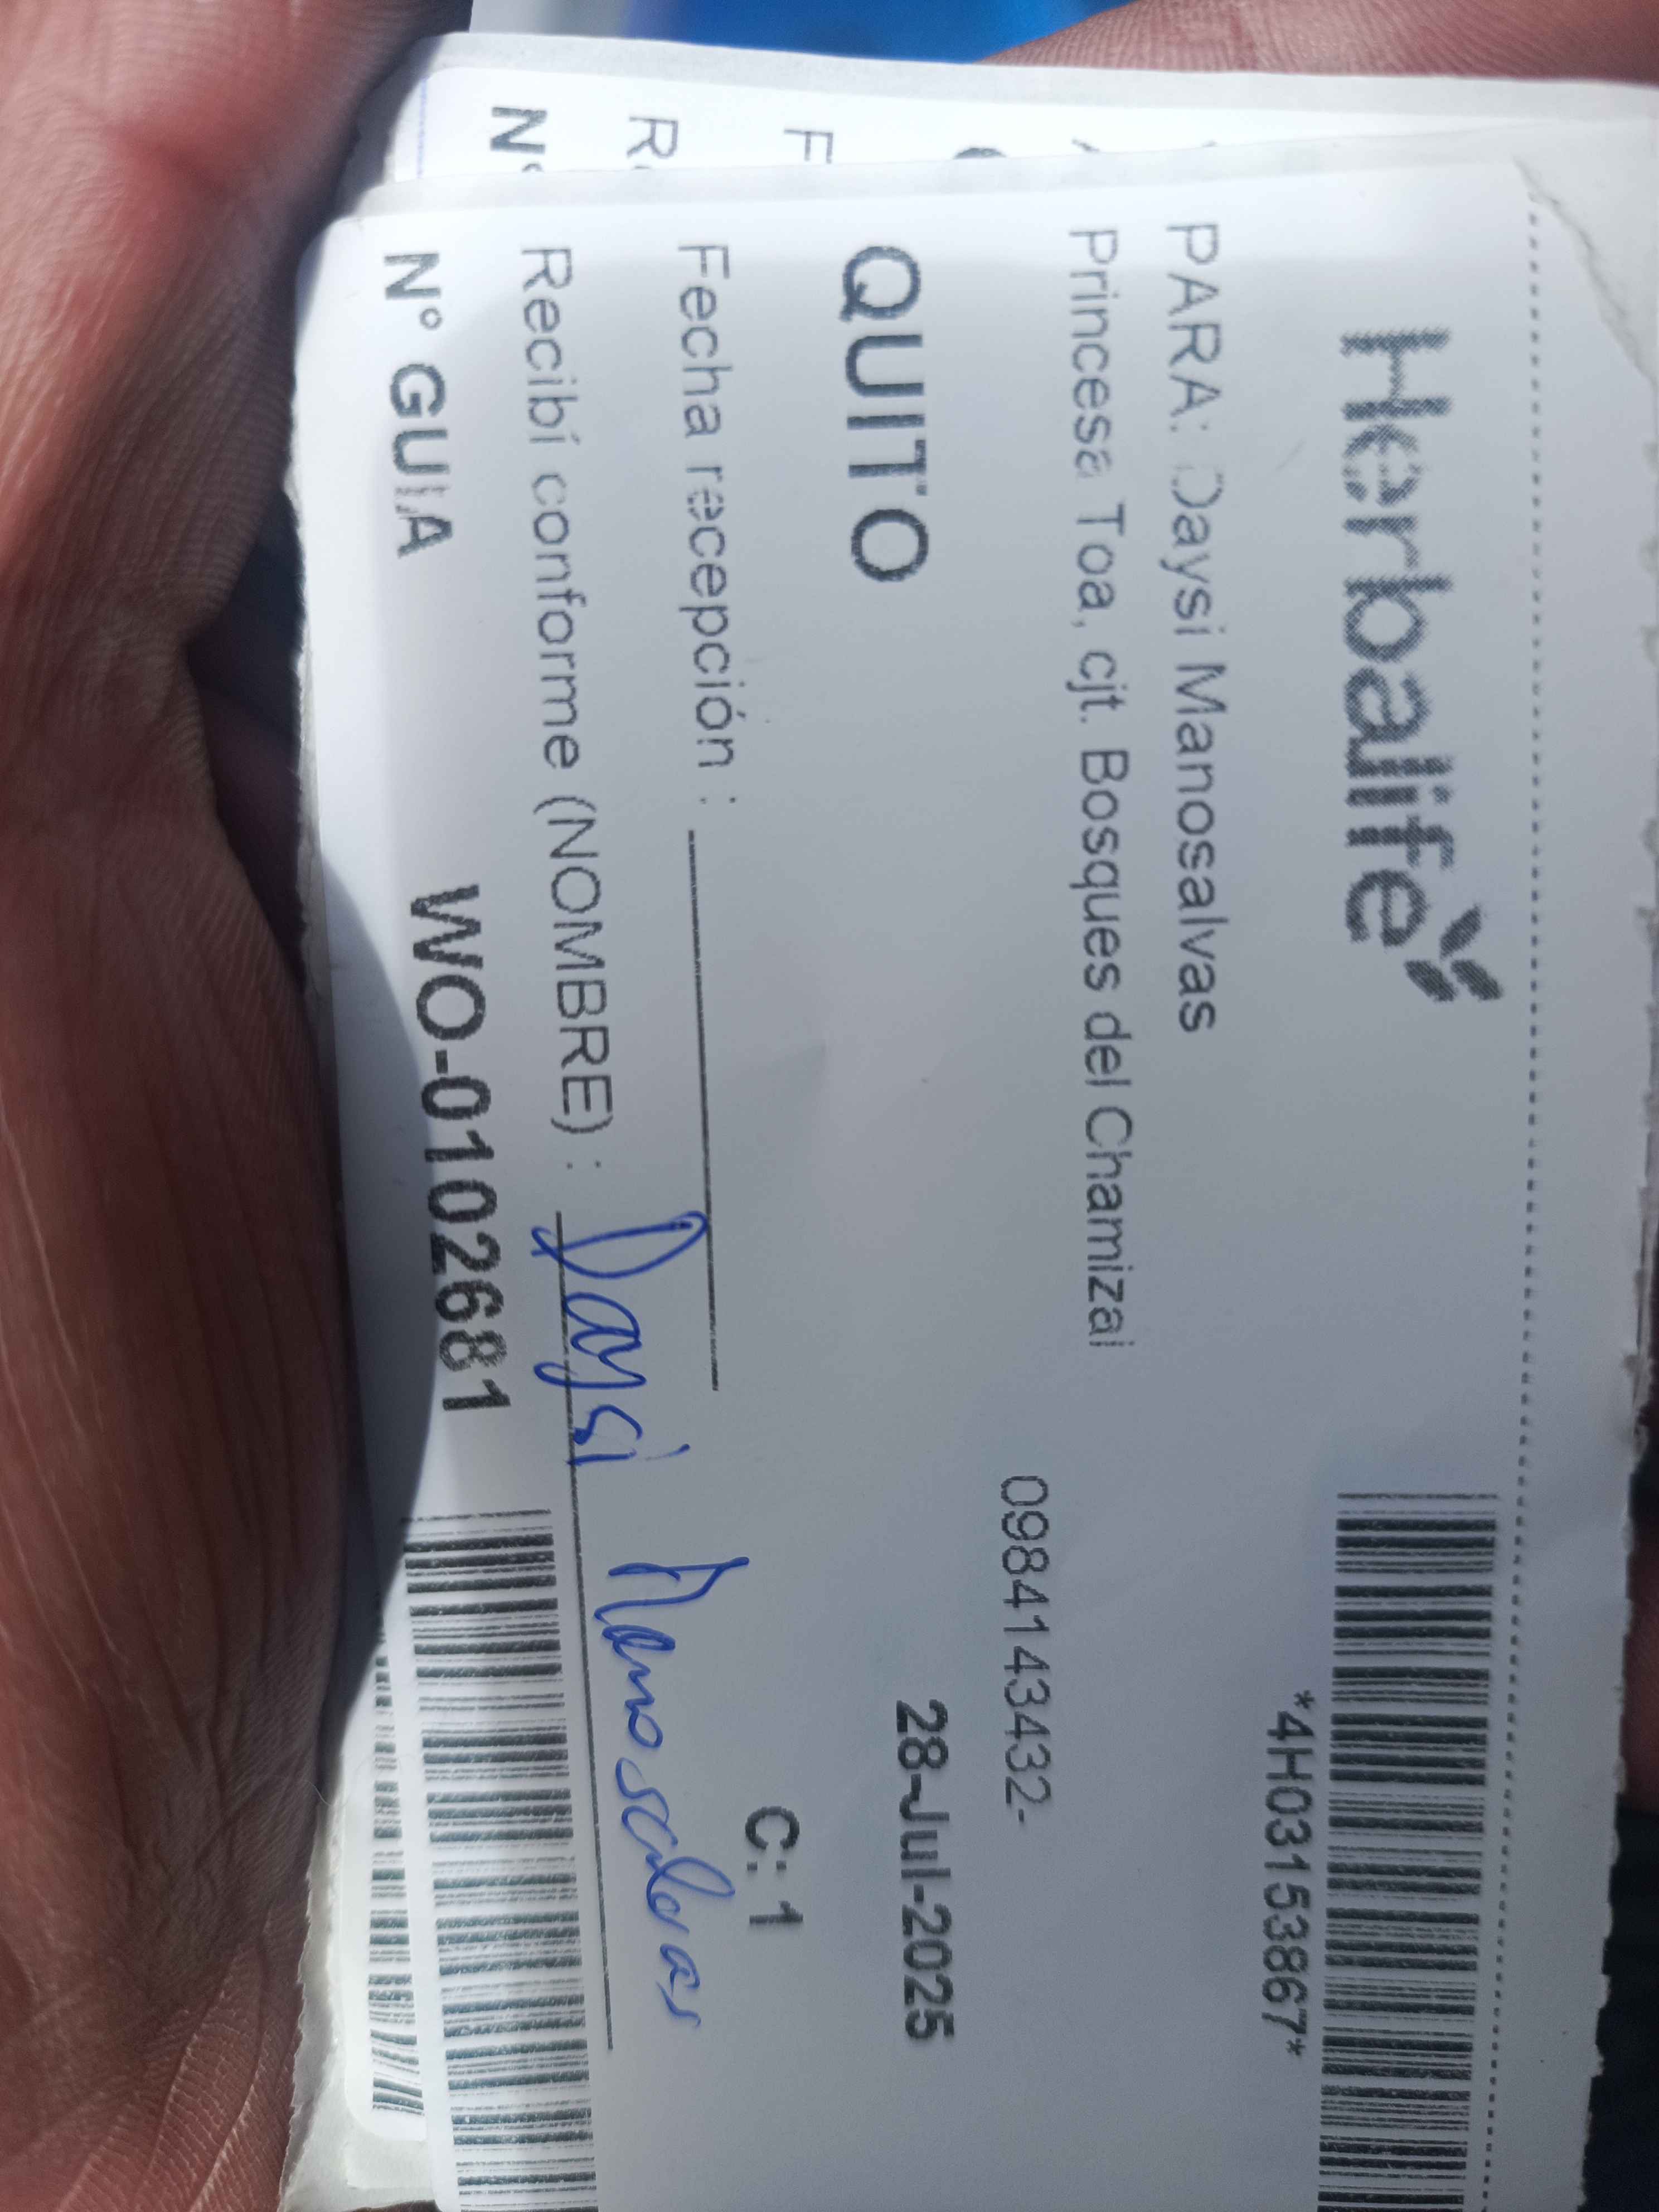 Herbalife
*4H03153867*
PARA: Daysi Manosalvas
Princesa Toa, cjt. Bosques del Chamizal
0984143432-
QUITO 28-Jul-2025
C: 1
Fecha recepción :
Recibí conforme (NOMBRE) : Daysi Manosalvas
N° GUIA WO-0102681